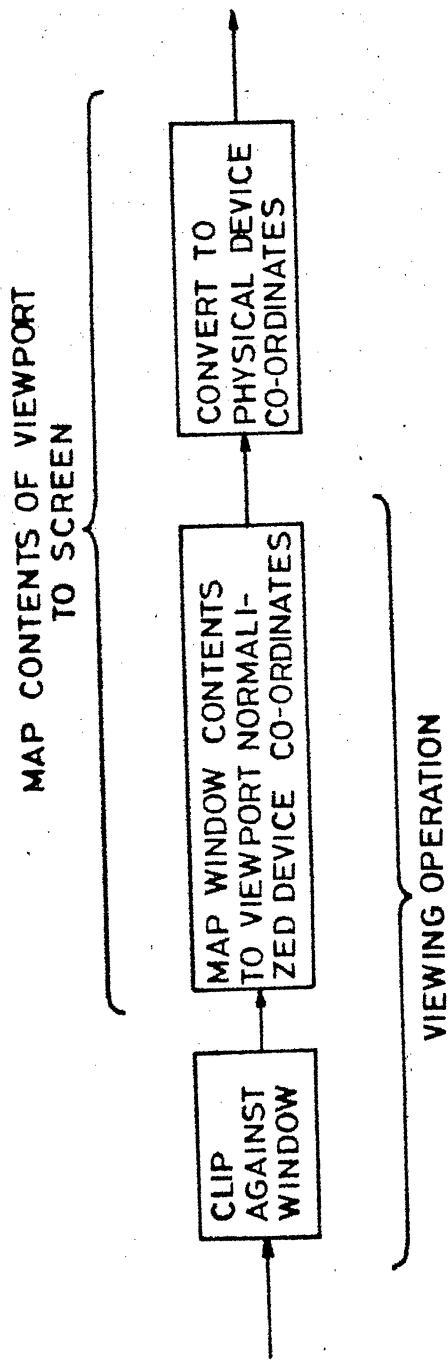 MAP CONTENTS OF VIEWPORT
TO SCREEN
CLIP
AGAINST
WINDOW
MAP WINDOW CONTENTS
TO VIEWPORT NORMALI-
ZED DEVICE CO-ORDINATES
CONVERT TO
PHYSICAL DEVICE
CO-ORDINATES
VIEWING OPERATION